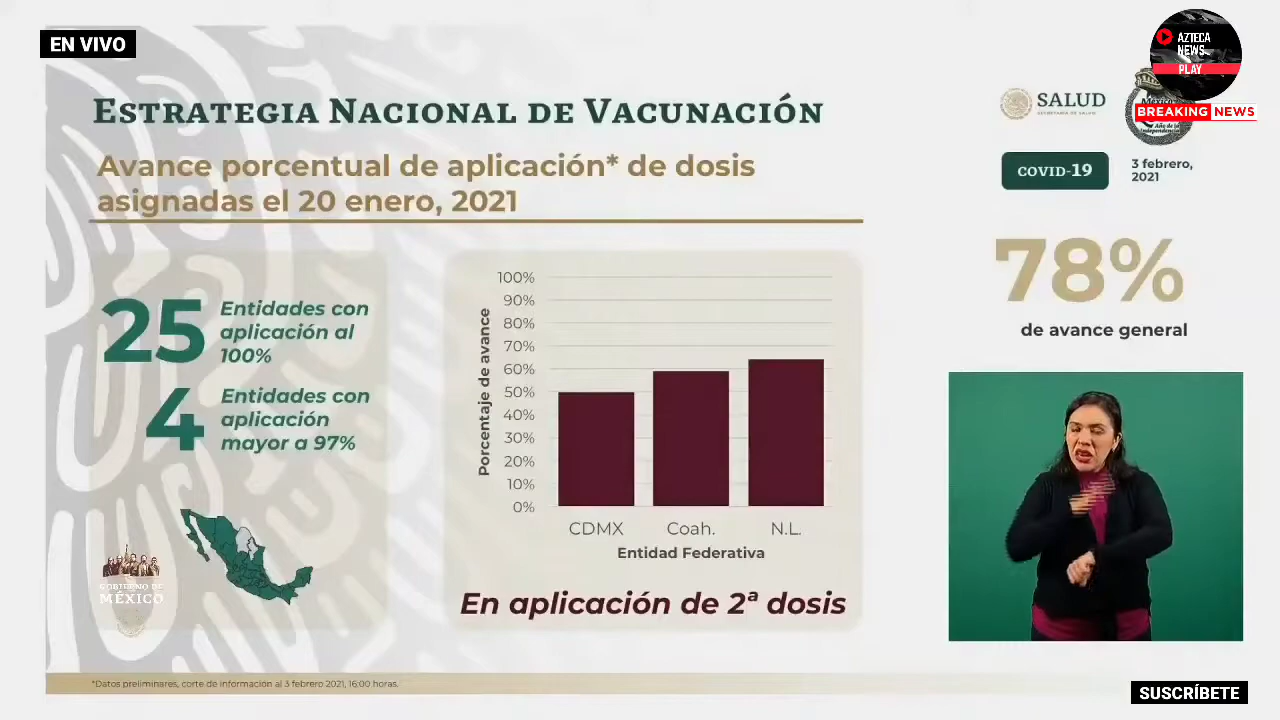 EN VIVO
AZTECA
NEWS
PLAY
BREAKING NEWS
ESTRATEGIA NACIONAL DE VACUNACIÓN
SALUD
SECRETARÍA DE SALUD
COVID-19
3 febrero,
2021
Avance porcentual de aplicación* de dosis
asignadas el 20 enero, 2021
25
Entidades con
aplicación al
100%
4
Entidades con
aplicación
mayor a 97%
GOBIERNO DE
MÉXICO
Porcentaje de avance
100%
90%
80%
70%
60%
50%
40%
30%
20%
10%
0%
CDMX Coah. N.L.
Entidad Federativa
En aplicación de 2ª dosis
78%
de avance general
*Datos preliminares, corte de información al 3 febrero 2021, 16:00 horas.
SUSCRÍBETE